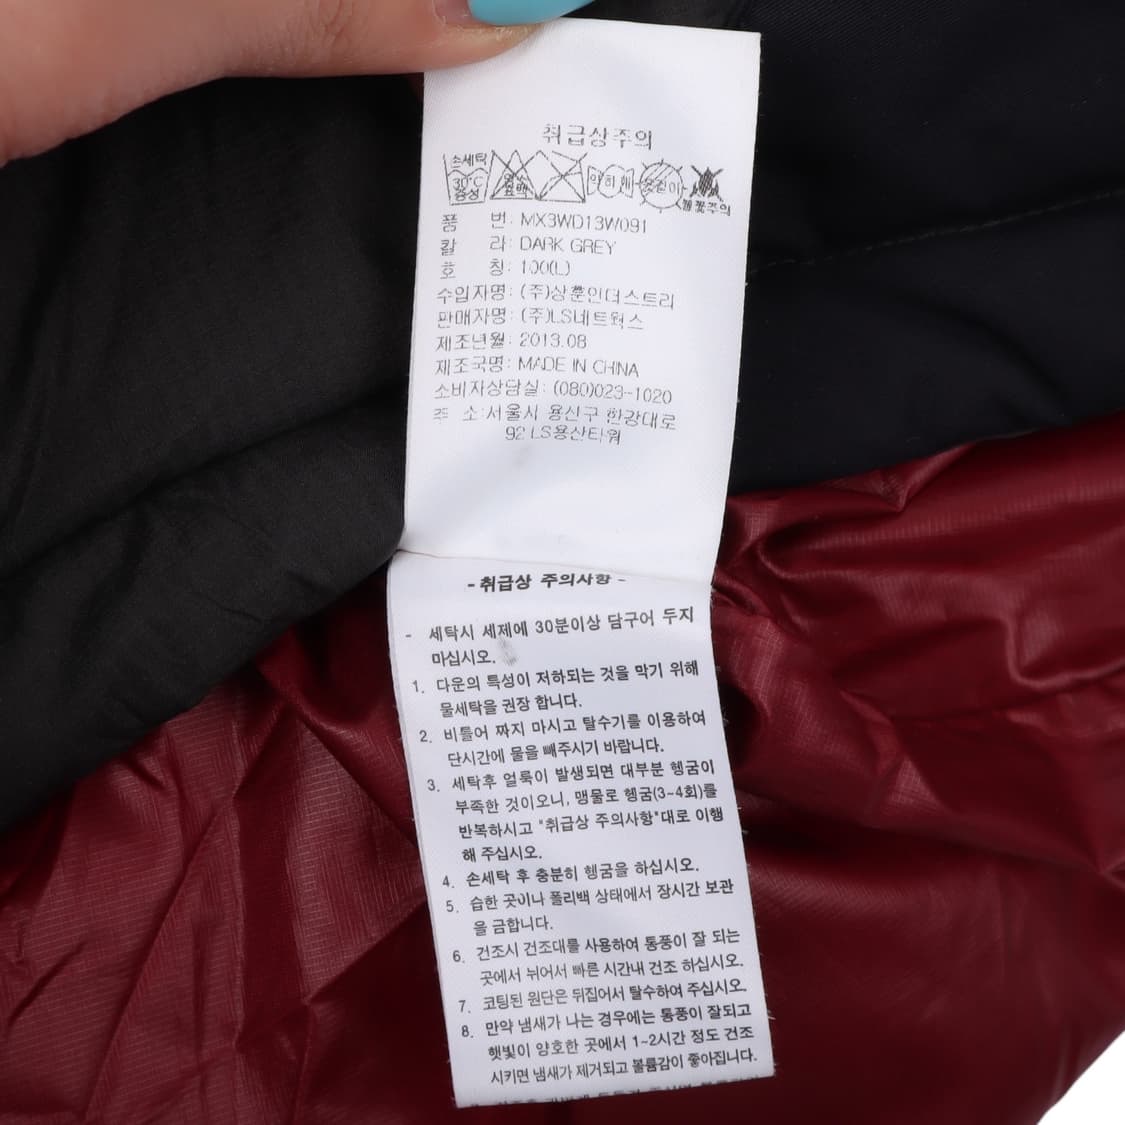 취급상주의
손세탁
30℃
중성
약하게
불꽃주의
품 번: MX3WD13W091
칼 라: DARK GREY
호 칭: 100(L)
수입자명: (주)상훈인더스트리
판매자명: (주)LS네트웍스
제조년월: 2013.08
제조국명: MADE IN CHINA
소비자상담실: (080)023-1020
주 소:서울시 용산구 한강대로
92 LS용산타워
- 취급상 주의사항 -
- 세탁시 세제에 30분이상 담구어 두지
마십시오.
1. 다운의 특성이 저하되는 것을 막기 위해
물세탁을 권장 합니다.
2. 비틀어 짜지 마시고 탈수기를 이용하여
단시간에 물을 빼주시기 바랍니다.
3. 세탁후 얼룩이 발생되면 대부분 헹굼이
부족한 것이오니, 맹물로 헹굼(3~4회)를
반복하시고 "취급상 주의사항"대로 이행
해 주십시오.
4. 손세탁 후 충분히 헹굼을 하십시오.
5. 습한 곳이나 폴리백 상태에서 장시간 보관
을 금합니다.
6. 건조시 건조대를 사용하여 통풍이 잘 되는
곳에서 뉘어서 빠른 시간내 건조 하십시오.
7. 코팅된 원단은 뒤집어서 탈수하여 주십시오.
8. 만약 냄새가 나는 경우에는 통풍이 잘되고
햇빛이 양호한 곳에서 1~2시간 정도 건조
시키면 냄새가 제거되고 볼륨감이 좋아집니다.